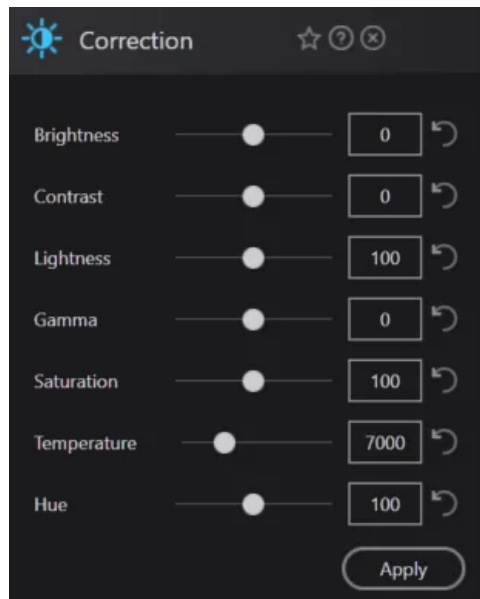 Correction
Brightness 0
Contrast 0
Lightness 100
Gamma 0
Saturation 100
Temperature 7000
Hue 100
Apply